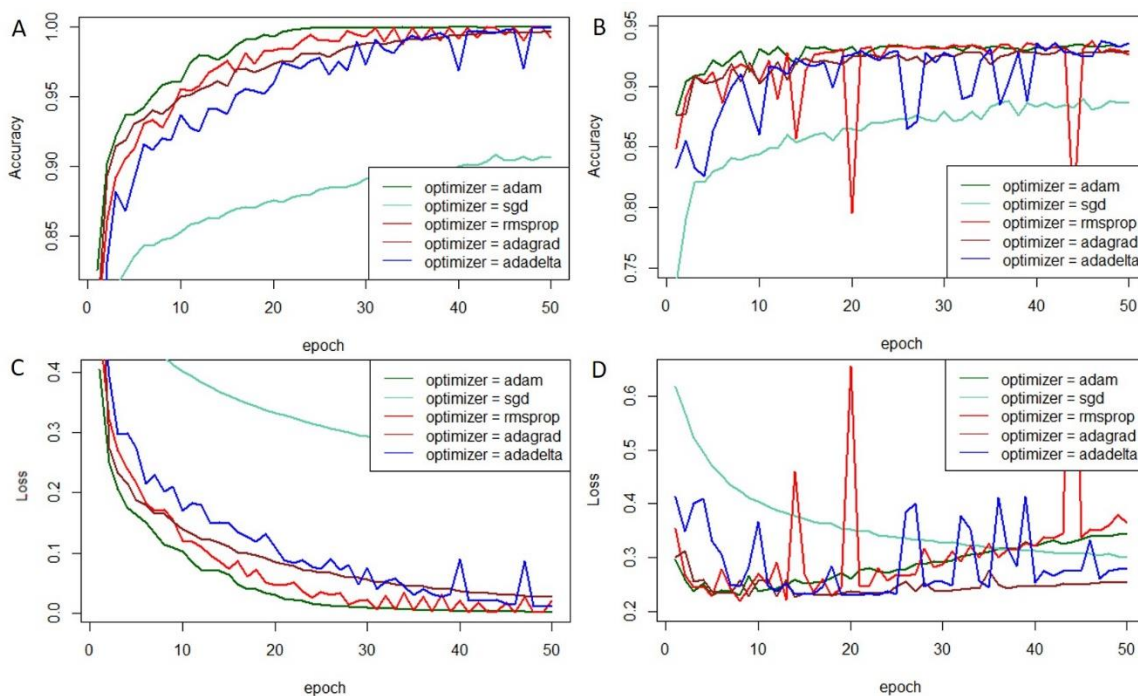 A
Accuracy
1.00
0.95
0.90
0.85
optimizer = adam
optimizer = sgd
optimizer = rmsprop
optimizer = adagrad
optimizer = adadelta
0 10 20 30 40 50
epoch
B
Accuracy
0.95
0.90
0.85
0.80
0.75
optimizer = adam
optimizer = sgd
optimizer = rmsprop
optimizer = adagrad
optimizer = adadelta
0 10 20 30 40 50
epoch
C
Loss
0.4
0.3
0.2
0.1
0.0
optimizer = adam
optimizer = sgd
optimizer = rmsprop
optimizer = adagrad
optimizer = adadelta
0 10 20 30 40 50
epoch
D
Loss
0.6
0.5
0.4
0.3
0.2
optimizer = adam
optimizer = sgd
optimizer = rmsprop
optimizer = adagrad
optimizer = adadelta
0 10 20 30 40 50
epoch